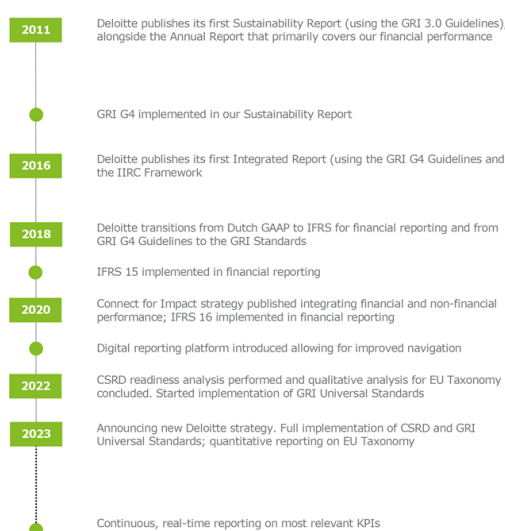 2011
Deloitte publishes its first Sustainability Report (using the GRI 3.0 Guidelines),
alongside the Annual Report that primarily covers our financial performance
GRI G4 implemented in our Sustainability Report
2016
Deloitte publishes its first Integrated Report (using the GRI G4 Guidelines and
the IIRC Framework
2018
Deloitte transitions from Dutch GAAP to IFRS for financial reporting and from
GRI G4 Guidelines to the GRI Standards
IFRS 15 implemented in financial reporting
2020
Connect for Impact strategy published integrating financial and non-financial
performance; IFRS 16 implemented in financial reporting
Digital reporting platform introduced allowing for improved navigation
2022
CSRD readiness analysis performed and qualitative analysis for EU Taxonomy
concluded. Started implementation of GRI Universal Standards
2023
Announcing new Deloitte strategy. Full implementation of CSRD and GRI
Universal Standards; quantitative reporting on EU Taxonomy
Continuous, real-time reporting on most relevant KPIs